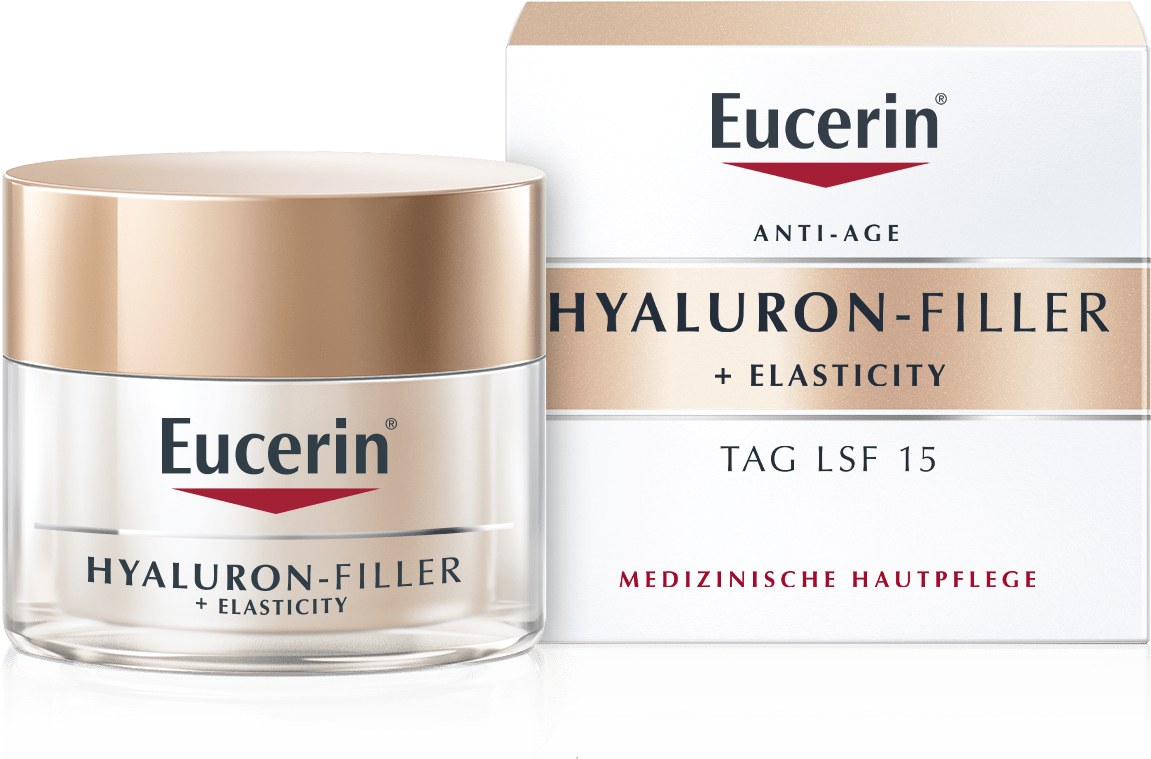 Eucerin®
HYALURON-FILLER
+ ELASTICITY
Eucerin®
ANTI-AGE
HYALURON-FILLER
+ ELASTICITY
TAG LSF 15
MEDIZINISCHE HAUTPFLEGE